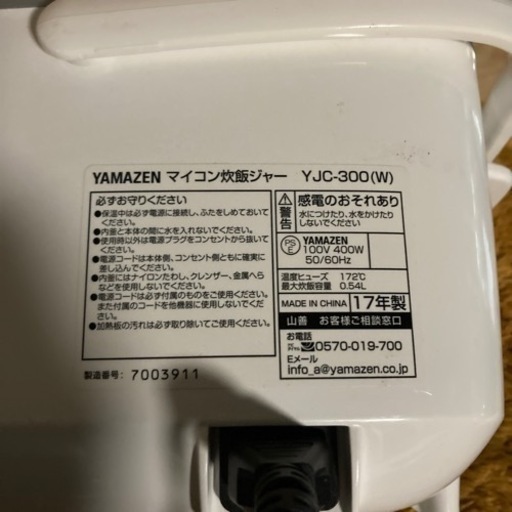 YAMAZEN マイコン炊飯ジャー YJC-300(W)
必ずお守りください
●保温中は必ず電源に接続し、ふたをしめておいて
ください。
●内釜と本体の間に水を入れないでください。
●使用時以外は電源プラグをコンセントから抜いて
ください。
●電源コードは本体側、コンセント側ともに確実に
差し込んでください。
●内釜にはナイロンたわし、クレンザー、金属へら
などを使用しないでください。
●電源コードは必ず付属のものをご使用ください。
また付属のコードを他機器に使用しないでくださ
い。
●加熱板の汚れは必ず取り除いてご使用ください。
製造番号: 7003911
警告
感電のおそれあり
水につけたり、水をかけたり
しないでください
PS
E
YAMAZEN
100V 400W
50/60Hz
温度ヒューズ 172℃
最大炊飯容量 0.54L
MADE IN CHINA 17年製
山善 お客様ご相談窓口
お電話
0570-019-700
Eメール
info_a@yamazen.co.jp